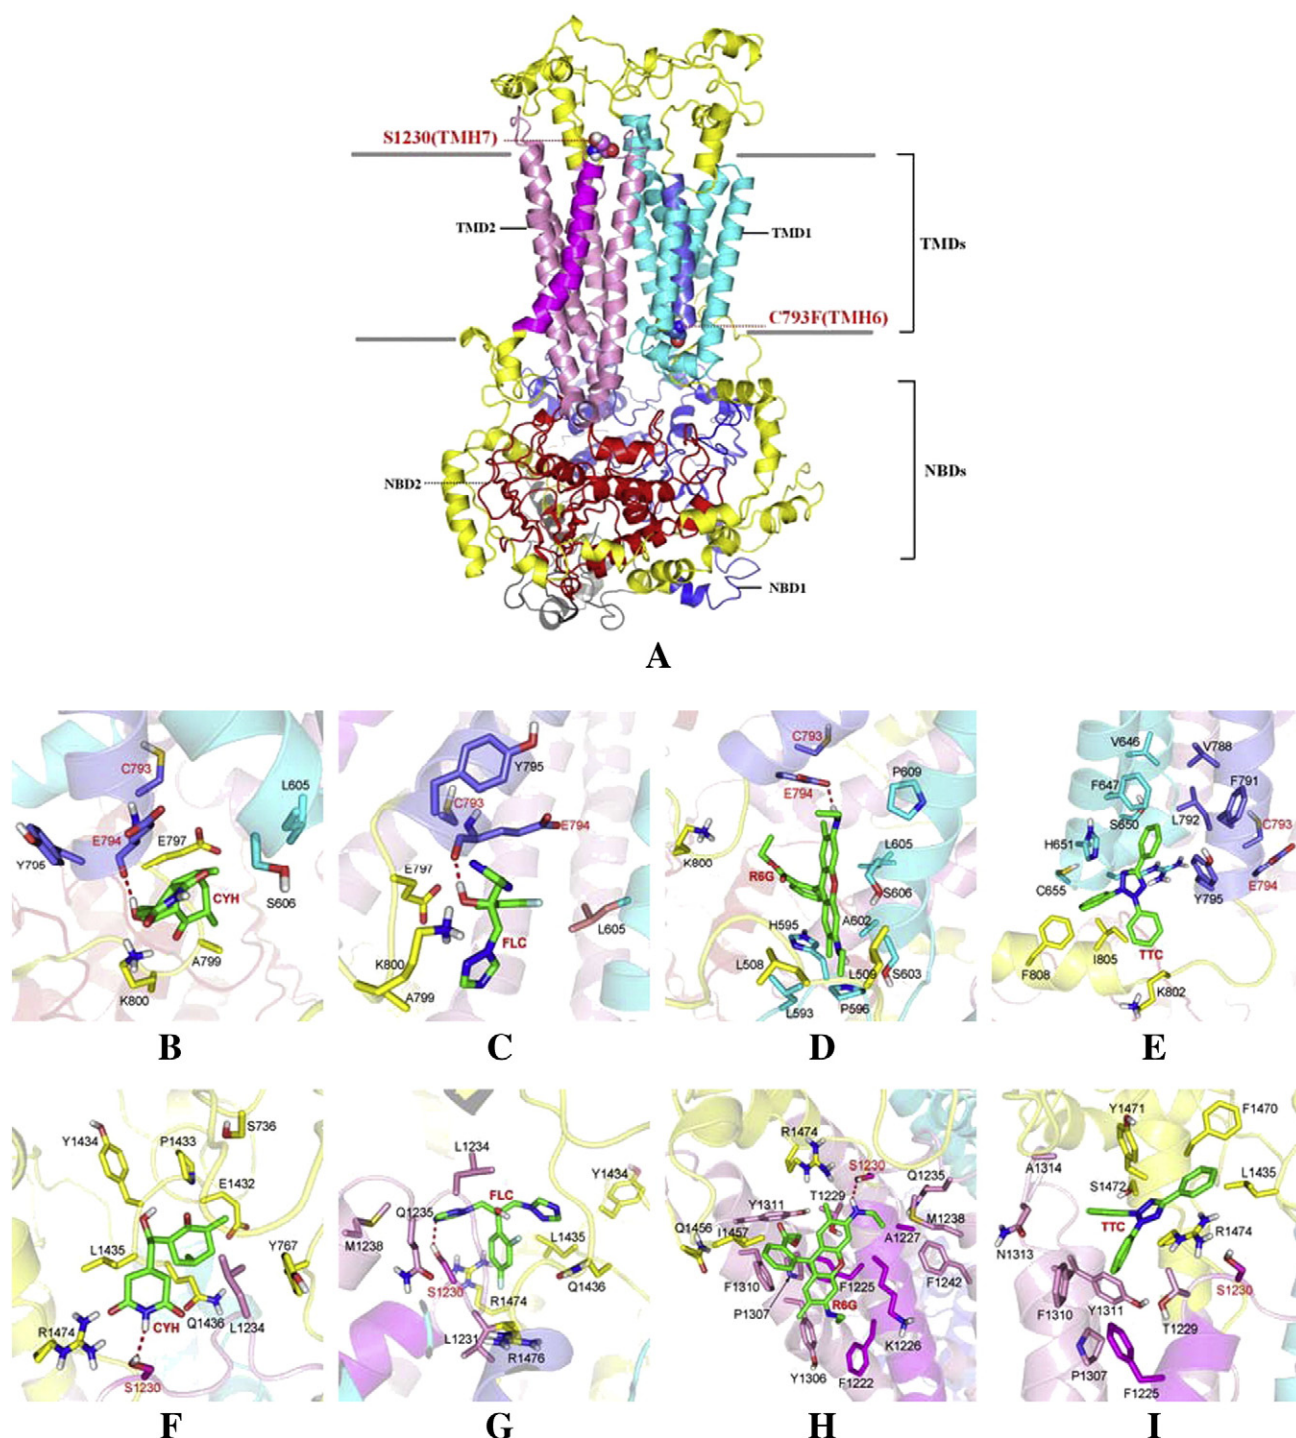 S1230(TMH7)
TMD2
TMD1
TMDs
C793F(TMH6)
NBD2
NBDs
NBD1
A
C793
L605
E794
E797
Y705
CYH
S606
A799
K800
B
Y795
C793
E794
E797
FLC
L605
K800
A799
C
C793
E794
P609
K800
L605
R6G
S606
H595
A602
L508
L509
S603
L593
P596
D
V646
V788
F647
F791
S650
L792
C793
H651
C655
Y795
E794
F808
I805
TTC
K802
E
S736
Y1434
P1433
E1432
L1435
Y767
R1474
CYH
Q1436
L1234
S1230
F
L1234
Y1434
FLC
Q1235
M1238
L1435
S1230
R1474
Q1436
L1231
R1476
G
R1474
S1230
Q1235
T1229
Y1311
M1238
Q1456
I1457
A1227
F1310
F1225
F1242
P1307
R6G
K1226
Y1306
F1222
H
Y1471
F1470
A1314
S1472
L1435
TTC
R1474
N1313
F1310
Y1311
S1230
T1229
P1307
F1225
I